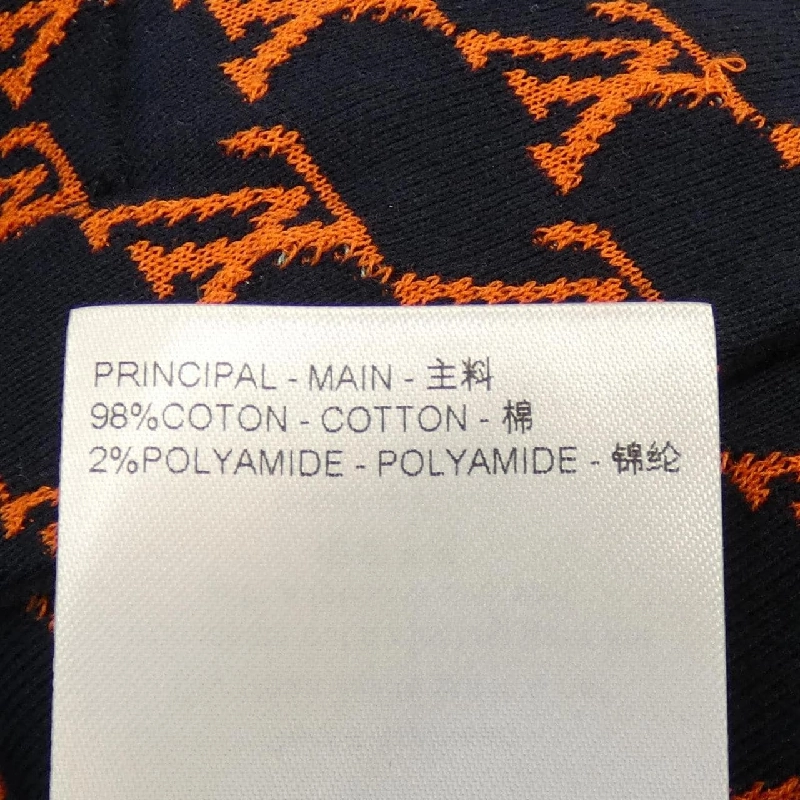 PRINCIPAL - MAIN - 主料
98%COTON - COTTON - 棉
2%POLYAMIDE - POLYAMIDE - 锦纶